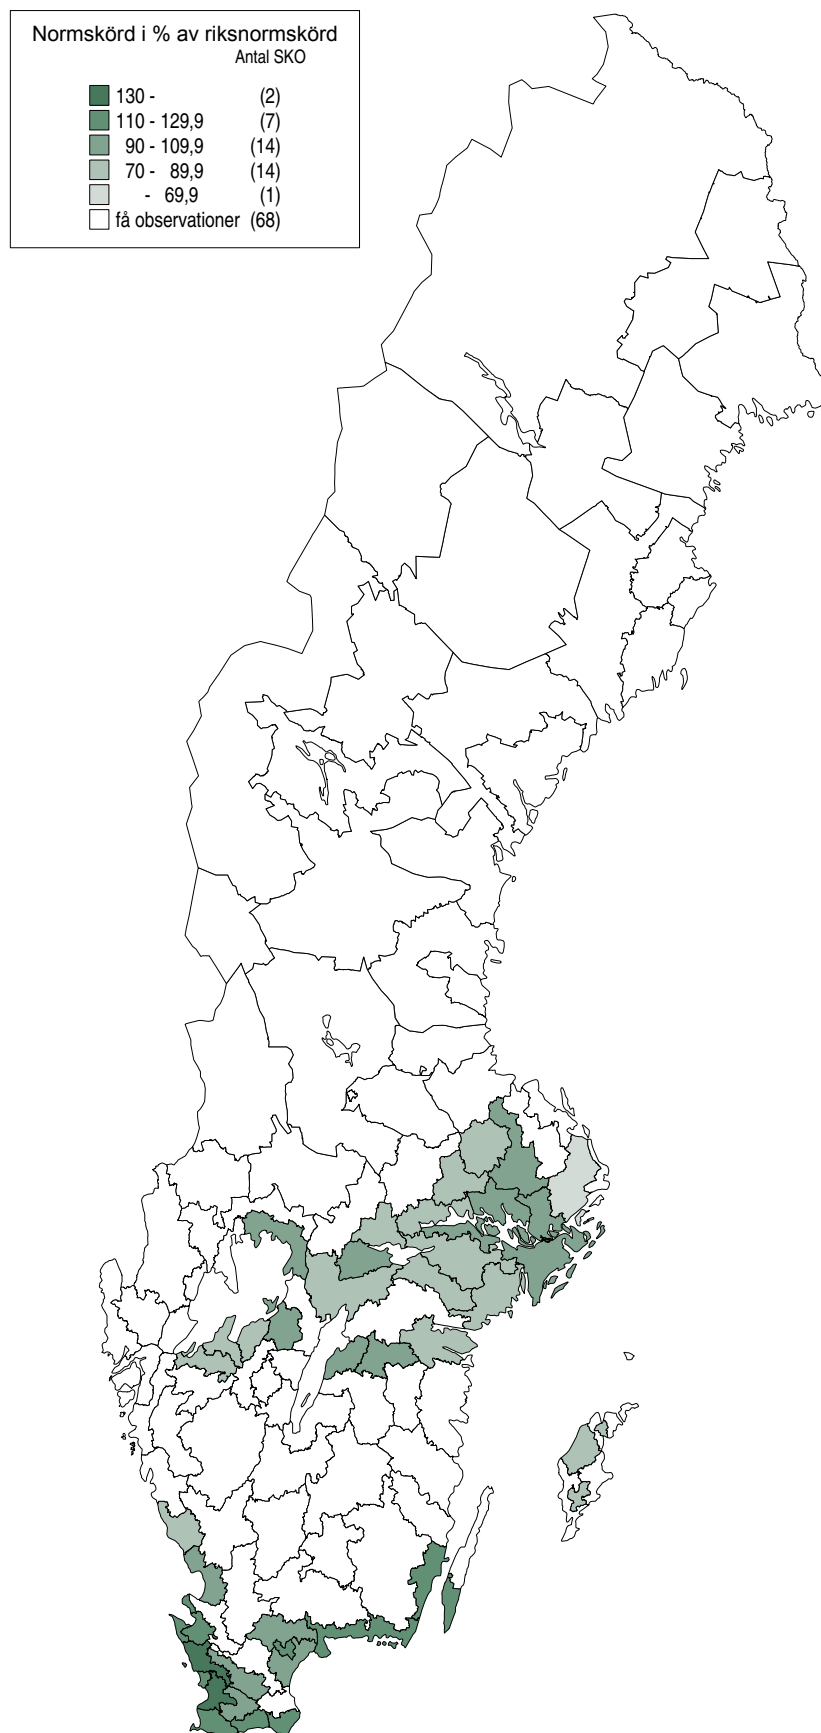 Normskörd i % av riksnormskörd
Antal SKO
130 - (2)
110 - 129,9 (7)
90 - 109,9 (14)
70 - 89,9 (14)
- 69,9 (1)
få observationer (68)